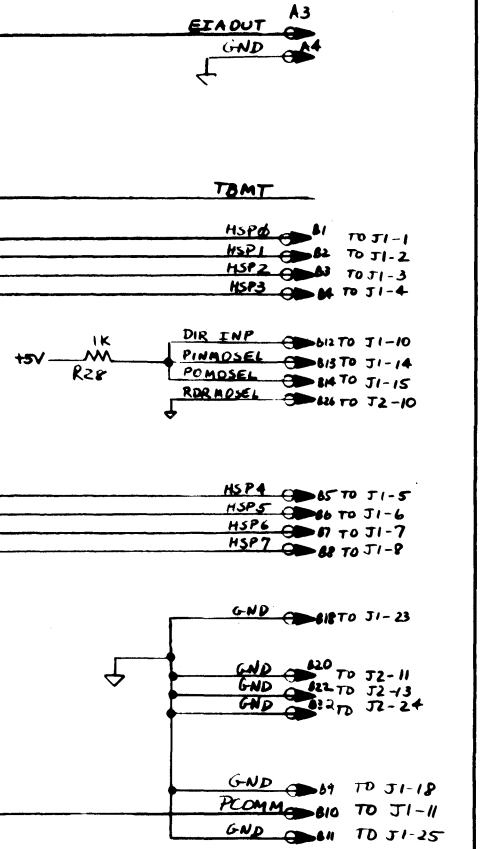 A3
EIAOUT
GND A4
TBMT
HSPØ B1 TO J1-1
HSP1 B2 TO J1-2
HSP2 B3 TO J1-3
HSP3 B4 TO J1-4
1K DIR INP B12 TO J1-10
+5V PINMDSEL B13 TO J1-14
R28 POMDSEL B14 TO J1-15
RDRMDSEL B26 TO J2-10
HSP4 B5 TO J1-5
HSP5 B6 TO J1-6
HSP6 B7 TO J1-7
HSP7 B8 TO J1-8
GND B18 TO J1-23
GND B20 TO J2-11
GND B22 TO J2-13
GND B32 TO J2-24
GND B9 TO J1-18
PCOMM B10 TO J1-11
GND B11 TO J1-25